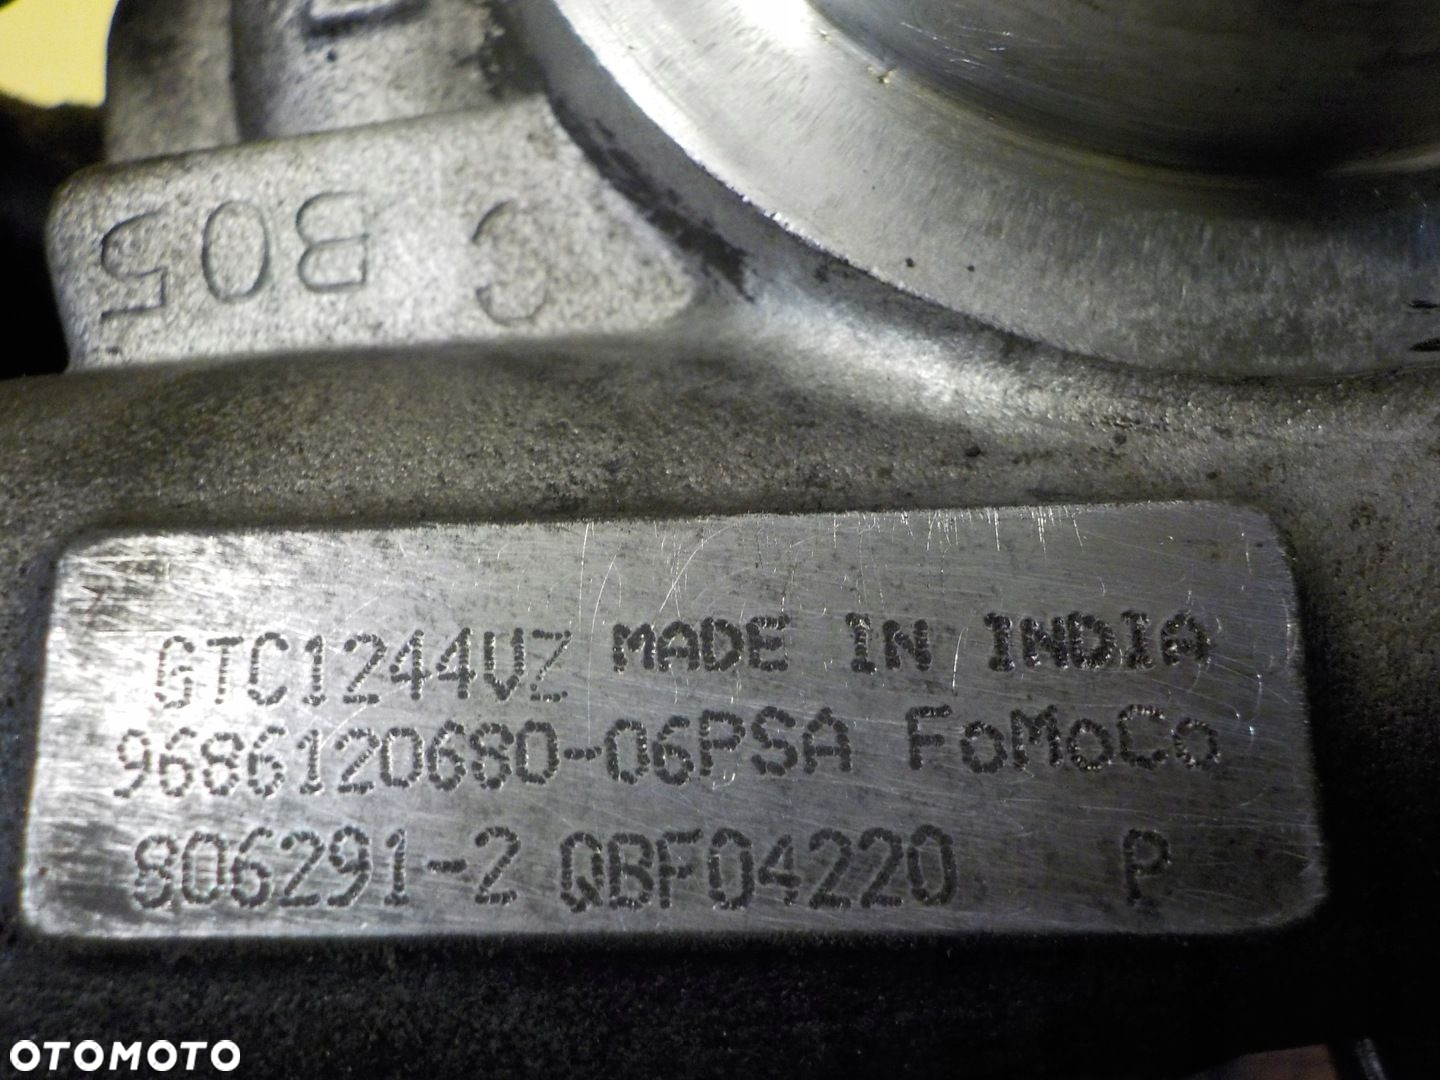 C B05
GTC1244VZ MADE IN INDIA
9686120680-06PSA FoMoCo
806291-2 QBF04220 P
OTOMOTO